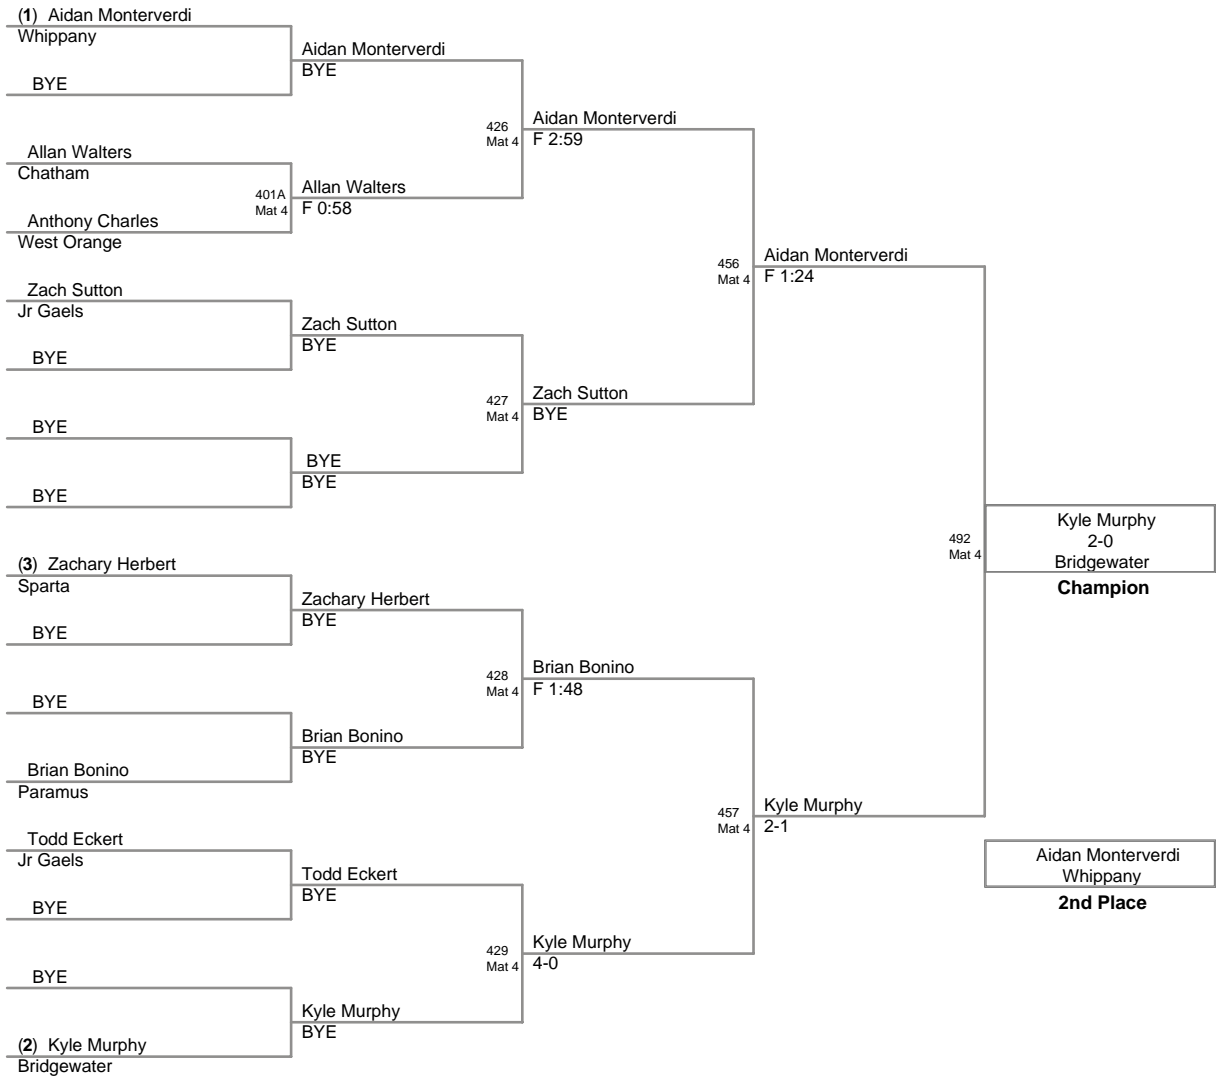 (1) Aidan Monterverdi
Whippany
BYE
Allan Walters
Chatham
Anthony Charles
West Orange
Zach Sutton
Jr Gaels
BYE
BYE
BYE
(3) Zachary Herbert
Sparta
BYE
BYE
Brian Bonino
Paramus
Todd Eckert
Jr Gaels
BYE
BYE
(2) Kyle Murphy
Bridgewater
Aidan Monterverdi
BYE
401A
Mat 4
Allan Walters
F 0:58
Zach Sutton
BYE
BYE
BYE
Zachary Herbert
BYE
Brian Bonino
BYE
Todd Eckert
BYE
Kyle Murphy
BYE
426
Mat 4
Aidan Monterverdi
F 2:59
427
Mat 4
Zach Sutton
BYE
428
Mat 4
Brian Bonino
F 1:48
429
Mat 4
Kyle Murphy
4-0
456
Mat 4
Aidan Monterverdi
F 1:24
457
Mat 4
Kyle Murphy
2-1
492
Mat 4
Kyle Murphy
2-0
Bridgewater
Champion
Aidan Monterverdi
Whippany
2nd Place